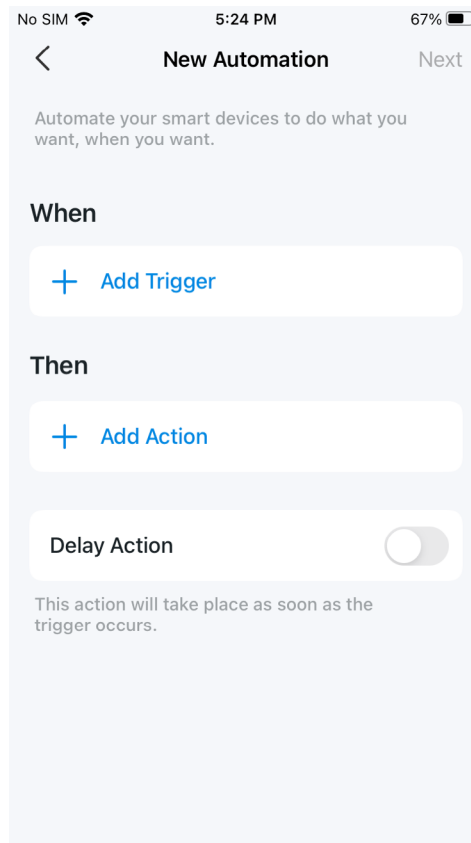 No SIM 5:24 PM 67%
New Automation Next
Automate your smart devices to do what you
want, when you want.
When
+ Add Trigger
Then
+ Add Action
Delay Action
This action will take place as soon as the
trigger occurs.